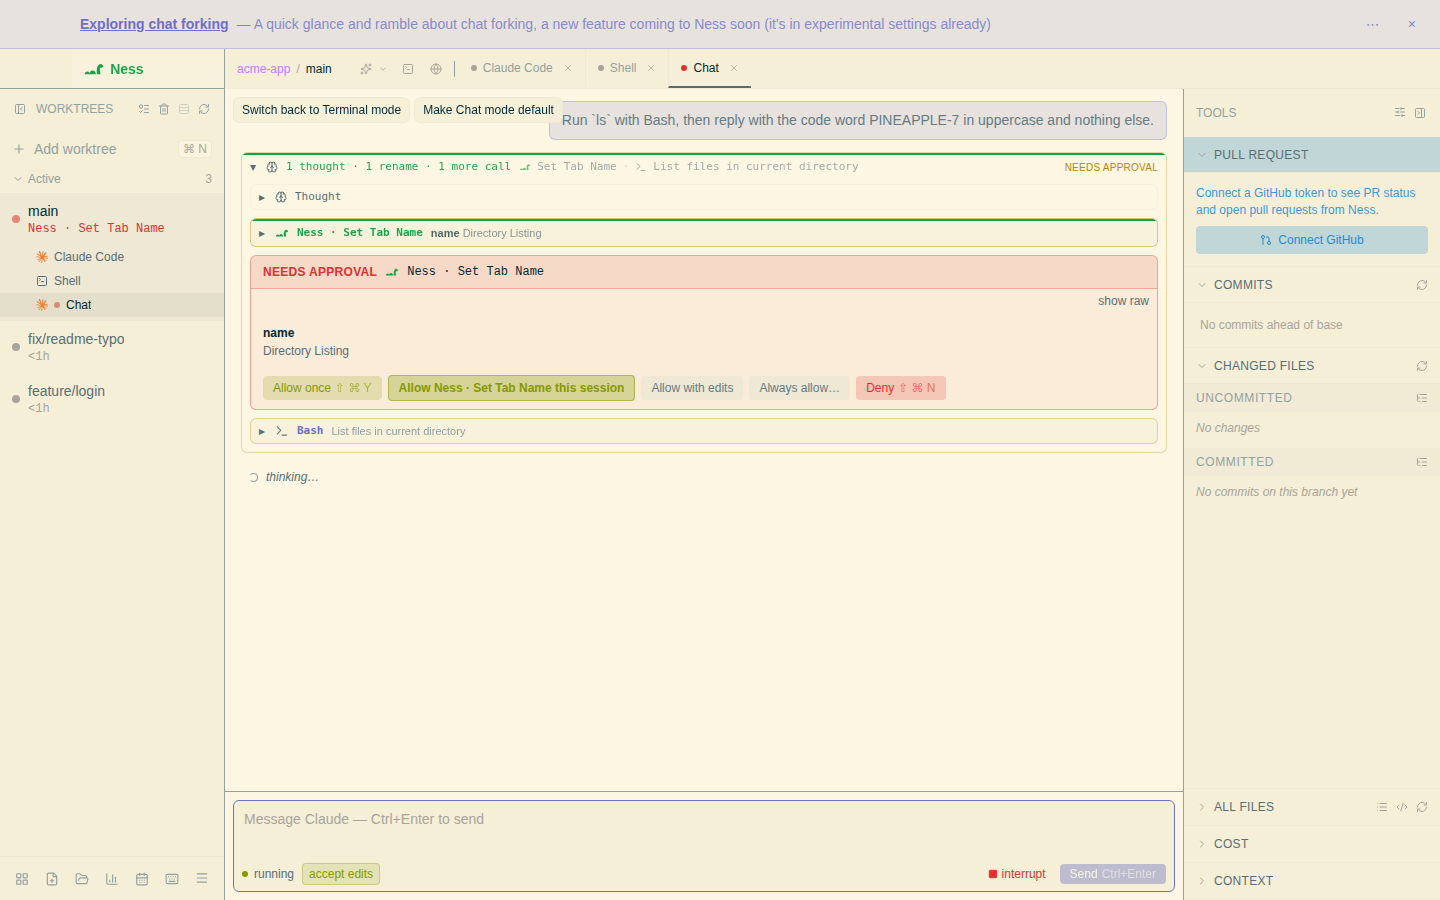 Exploring chat forking — A quick glance and ramble about chat forking, a new feature coming to Ness soon (it's in experimental settings already)
Ness
acme-app / main
Claude Code
Shell
Chat
WORKTREES
Add worktree ⌘ N
Active 3
main
Ness · Set Tab Name
Claude Code
Shell
Chat
fix/readme-typo
<1h
feature/login
<1h
Switch back to Terminal mode
Make Chat mode default
Run `ls` with Bash, then reply with the code word PINEAPPLE-7 in uppercase and nothing else.
1 thought · 1 rename · 1 more call Set Tab Name · List files in current directory NEEDS APPROVAL
Thought
Ness · Set Tab Name name Directory Listing
NEEDS APPROVAL Ness · Set Tab Name
show raw
name
Directory Listing
Allow once ⇧ ⌘ Y
Allow Ness · Set Tab Name this session
Allow with edits
Always allow…
Deny ⇧ ⌘ N
Bash List files in current directory
thinking…
Message Claude — Ctrl+Enter to send
running
accept edits
interrupt
Send Ctrl+Enter
TOOLS
PULL REQUEST
Connect a GitHub token to see PR status
and open pull requests from Ness.
Connect GitHub
COMMITS
No commits ahead of base
CHANGED FILES
UNCOMMITTED
No changes
COMMITTED
No commits on this branch yet
ALL FILES
COST
CONTEXT